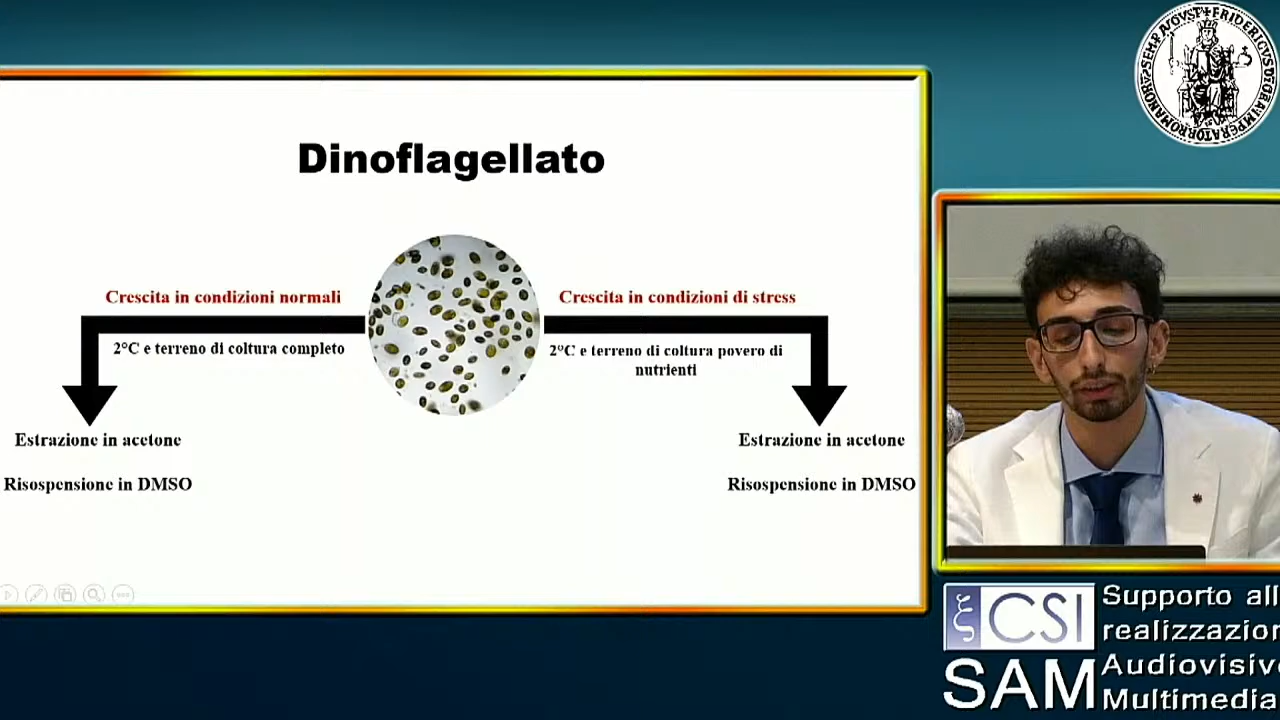 Dinoflagellato
Crescita in condizioni normali
2°C e terreno di coltura completo
Estrazione in acetone
Risospensione in DMSO
Crescita in condizioni di stress
2°C e terreno di coltura povero di
nutrienti
Estrazione in acetone
Risospensione in DMSO
CSI
SAM
Supporto all
realizzazion
Audiovisiv
Multimedia